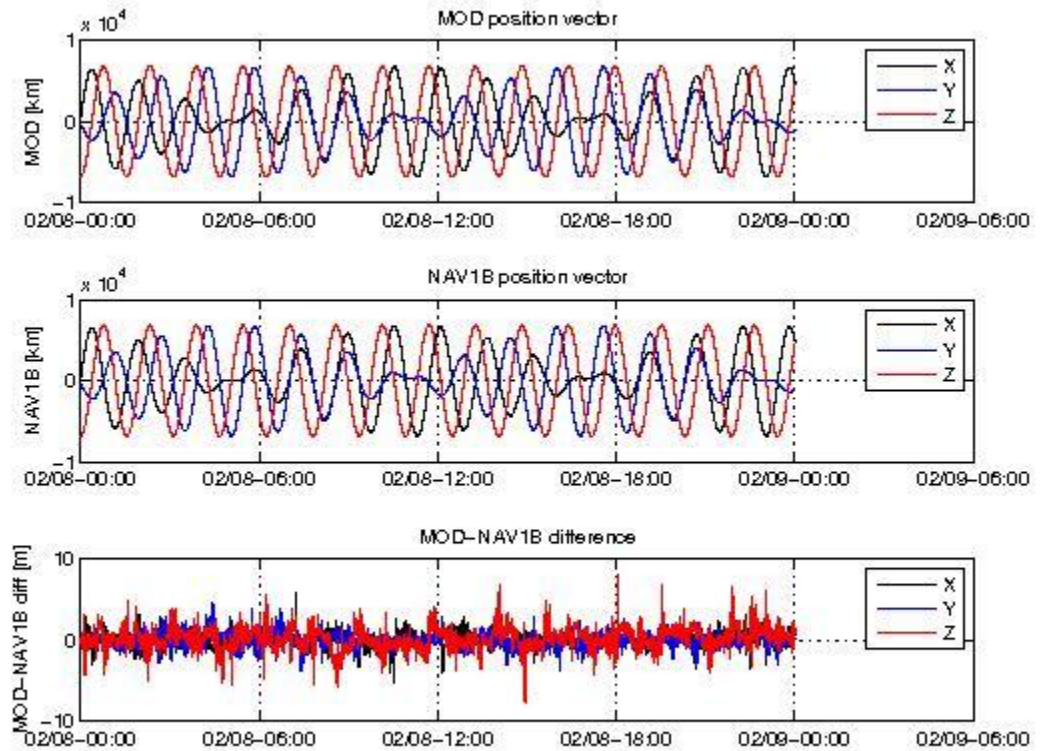 MOD position vector
x 10^4
1
0
-1
MOD [km]
X
Y
Z
02/08-00:00 02/08-06:00 02/08-12:00 02/08-18:00 02/09-00:00 02/09-06:00
NAV1B position vector
x 10^4
1
0
-1
NAV1B [km]
X
Y
Z
02/08-00:00 02/08-06:00 02/08-12:00 02/08-18:00 02/09-00:00 02/09-06:00
MOD-NAV1B difference
10
0
-10
MOD-NAV1B diff [m]
X
Y
Z
02/08-00:00 02/08-06:00 02/08-12:00 02/08-18:00 02/09-00:00 02/09-06:00